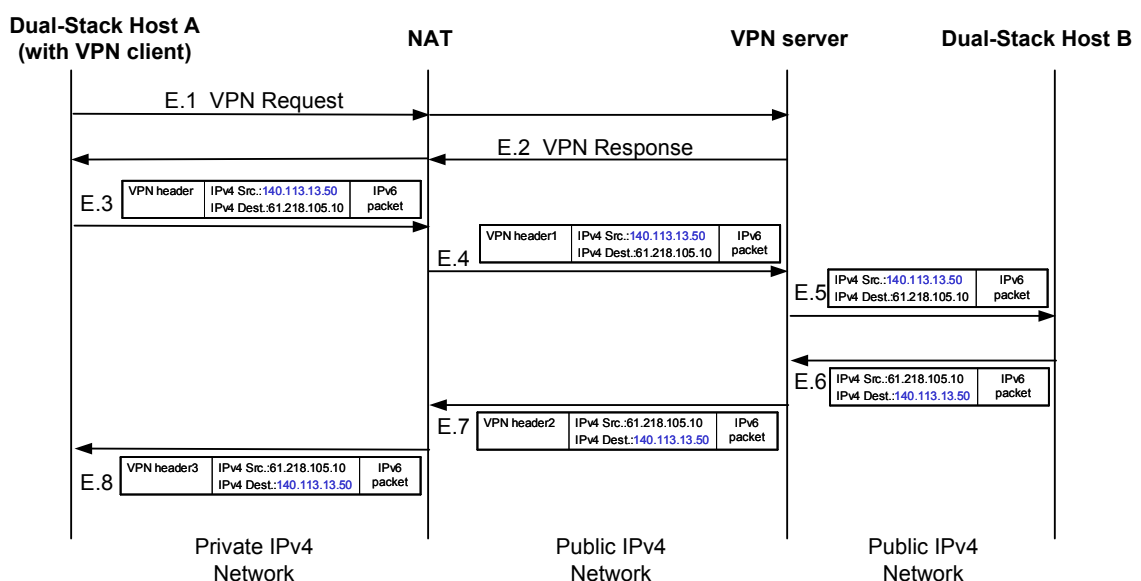 Dual-Stack Host A
(with VPN client)
NAT
VPN server
Dual-Stack Host B
E.1 VPN Request
E.2 VPN Response
E.3
VPN header
IPv4 Src.:140.113.13.50
IPv4 Dest.:61.218.105.10
IPv6
packet
E.4
VPN header1
IPv4 Src.:140.113.13.50
IPv4 Dest.:61.218.105.10
IPv6
packet
E.5
IPv4 Src.:140.113.13.50
IPv4 Dest.:61.218.105.10
IPv6
packet
E.6
IPv4 Src.:61.218.105.10
IPv4 Dest.:140.113.13.50
IPv6
packet
E.7
VPN header2
IPv4 Src.:61.218.105.10
IPv4 Dest.:140.113.13.50
IPv6
packet
E.8
VPN header3
IPv4 Src.:61.218.105.10
IPv4 Dest.:140.113.13.50
IPv6
packet
Private IPv4
Network
Public IPv4
Network
Public IPv4
Network